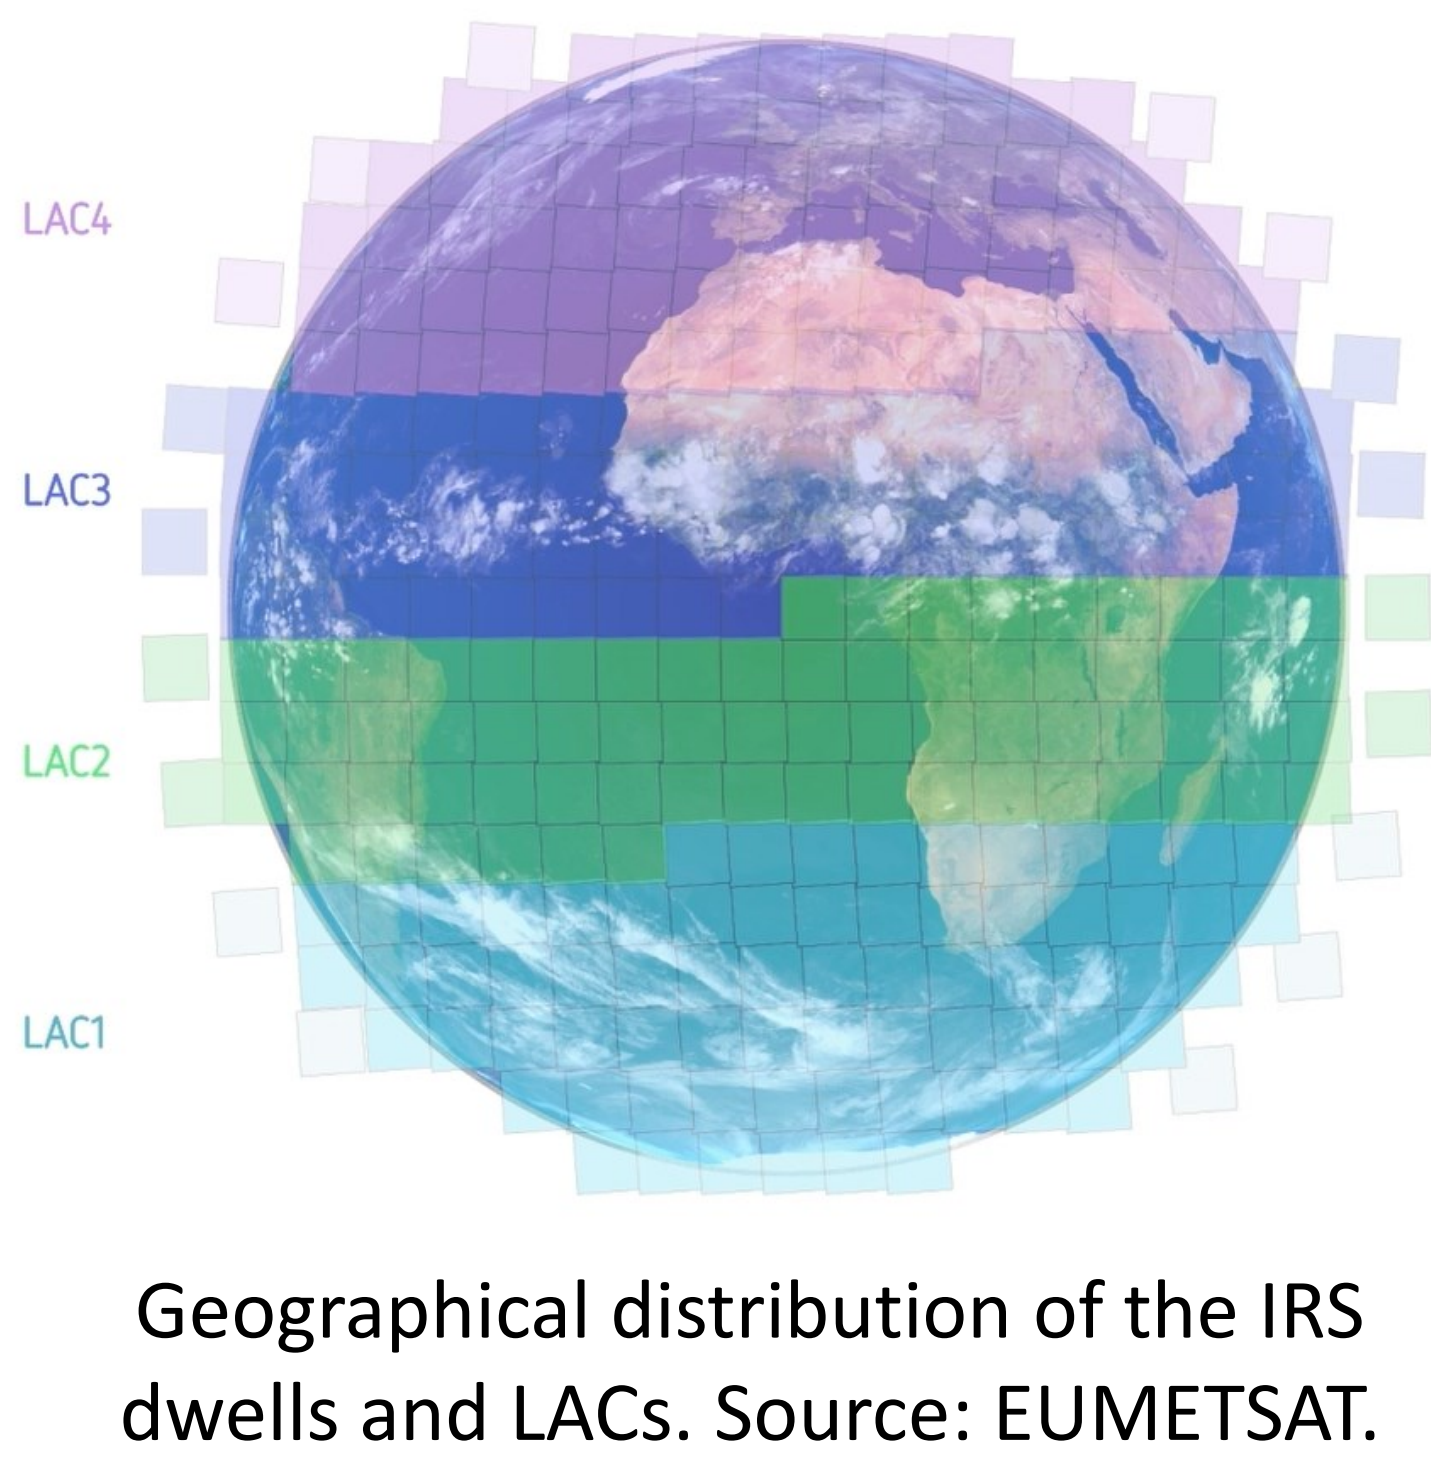 LAC4
LAC3
LAC2
LAC1
Geographical distribution of the IRS
dwells and LACs. Source: EUMETSAT.